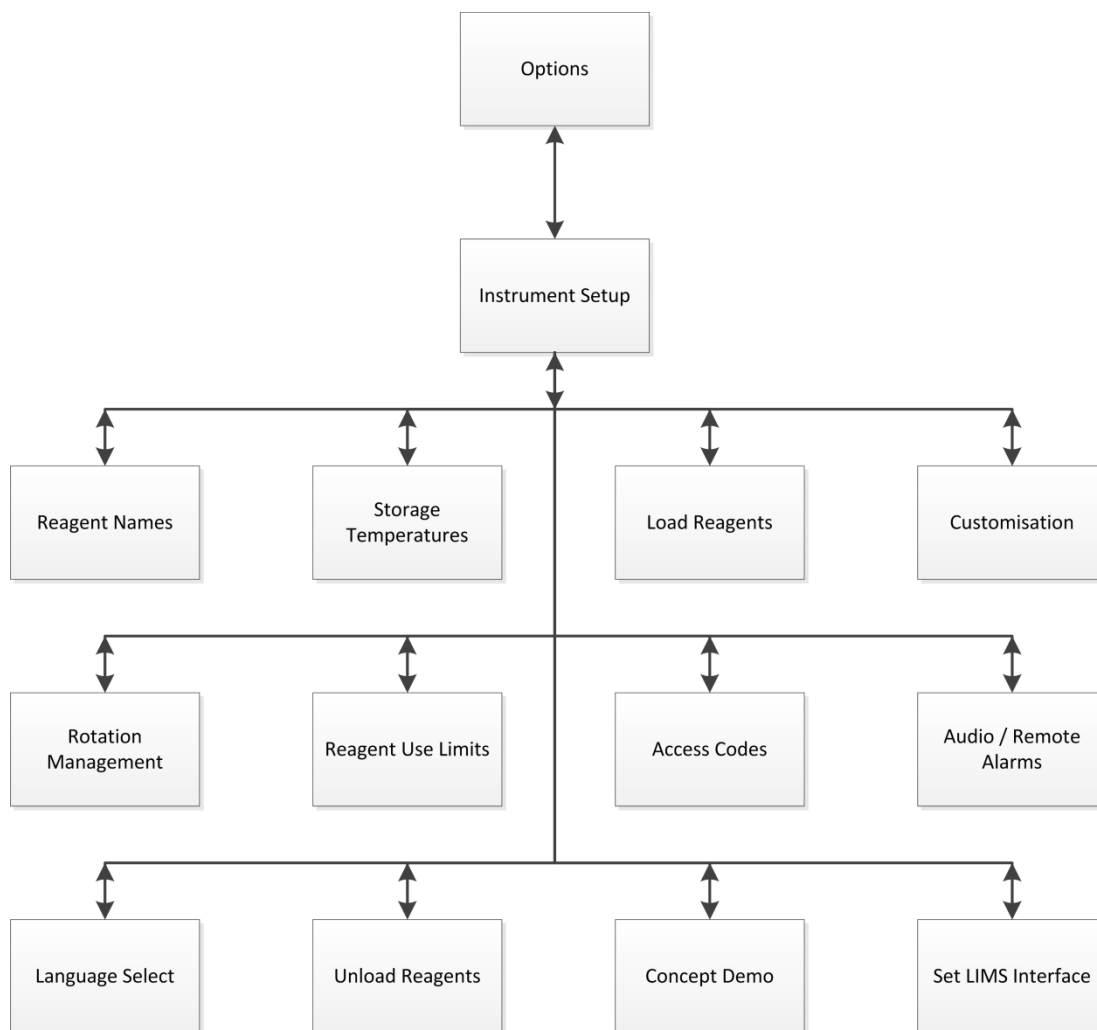 Options
Instrument Setup
Reagent Names
Storage
Temperatures
Load Reagents
Customisation
Rotation
Management
Reagent Use Limits
Access Codes
Audio / Remote
Alarms
Language Select
Unload Reagents
Concept Demo
Set LIMS Interface